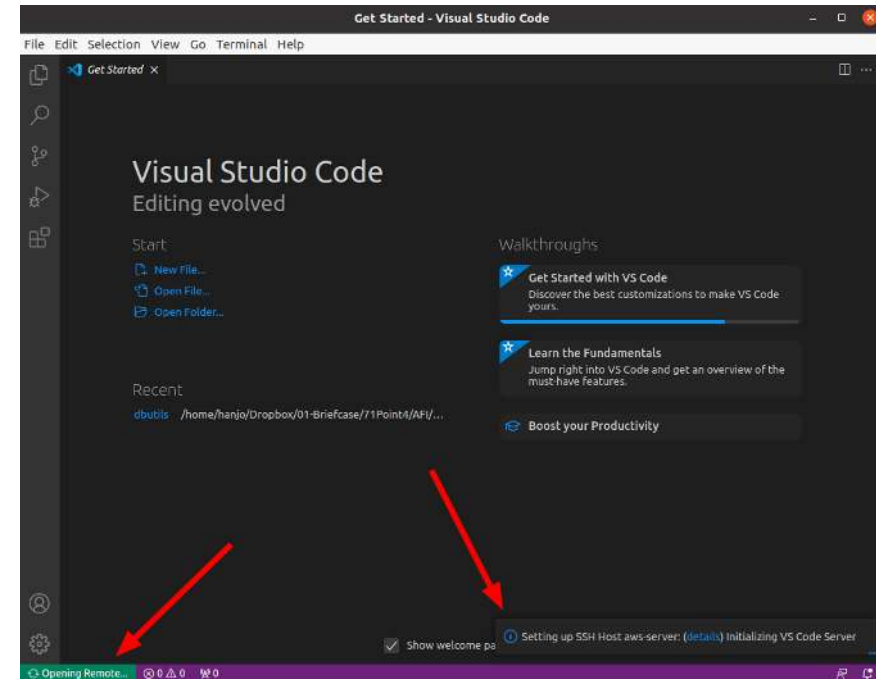 Get Started - Visual Studio Code
File Edit Selection View Go Terminal Help
Get Started
Visual Studio Code
Editing evolved
Start
New File...
Open File...
Open Folder...
Recent
dbutils /home/hanjo/Dropbox/01-Briefcase/71Point4/AFI/...
Walkthroughs
Get Started with VS Code
Discover the best customizations to make VS Code
yours.
Learn the Fundamentals
Jump right into VS Code and get an overview of the
must-have features.
Boost your Productivity
Show welcome pa
Setting up SSH Host aws-server: (details) Initializing VS Code Server
Opening Remote... 0 0 0